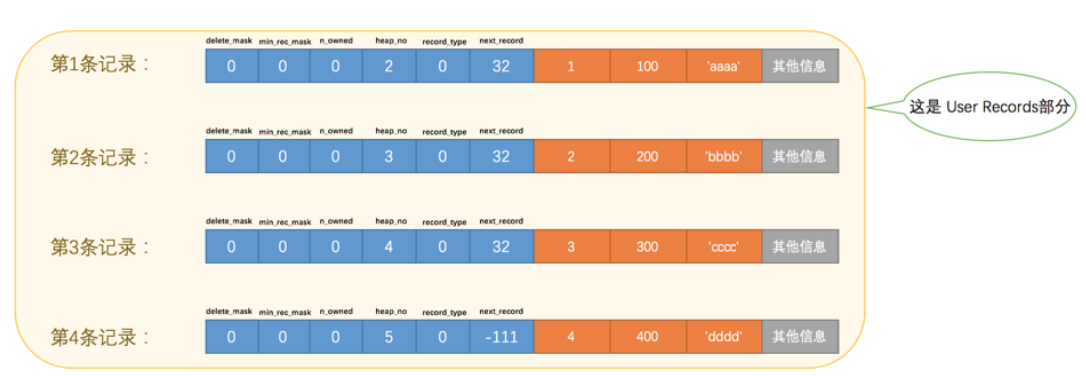 delete_mask min_rec_mask n_owned heap_no record_type next_record
第1条记录： 0 0 0 2 0 32 1 100 'aaaa' 其他信息
这是 User Records部分
delete_mask min_rec_mask n_owned heap_no record_type next_record
第2条记录： 0 0 0 3 0 32 2 200 'bbbb' 其他信息
delete_mask min_rec_mask n_owned heap_no record_type next_record
第3条记录： 0 0 0 4 0 32 3 300 'cccc' 其他信息
delete_mask min_rec_mask n_owned heap_no record_type next_record
第4条记录： 0 0 0 5 0 -111 4 400 'dddd' 其他信息